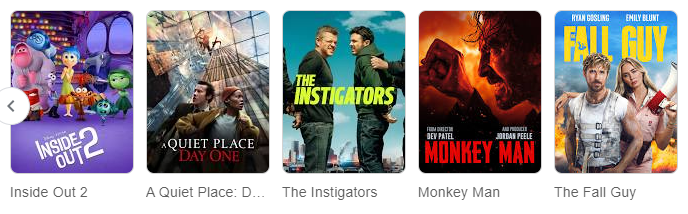 DISNEY · PIXAR
INSIDE
OUT 2
Inside Out 2
A QUIET PLACE
DAY ONE
A Quiet Place: D...
THE
INSTIGATORS
The Instigators
FROM DIRECTOR
DEV PATEL
AND PRODUCER
JORDAN PEELE
MONKEY MAN
Monkey Man
RYAN GOSLING
EMILY BLUNT
FALL GUY
The Fall Guy